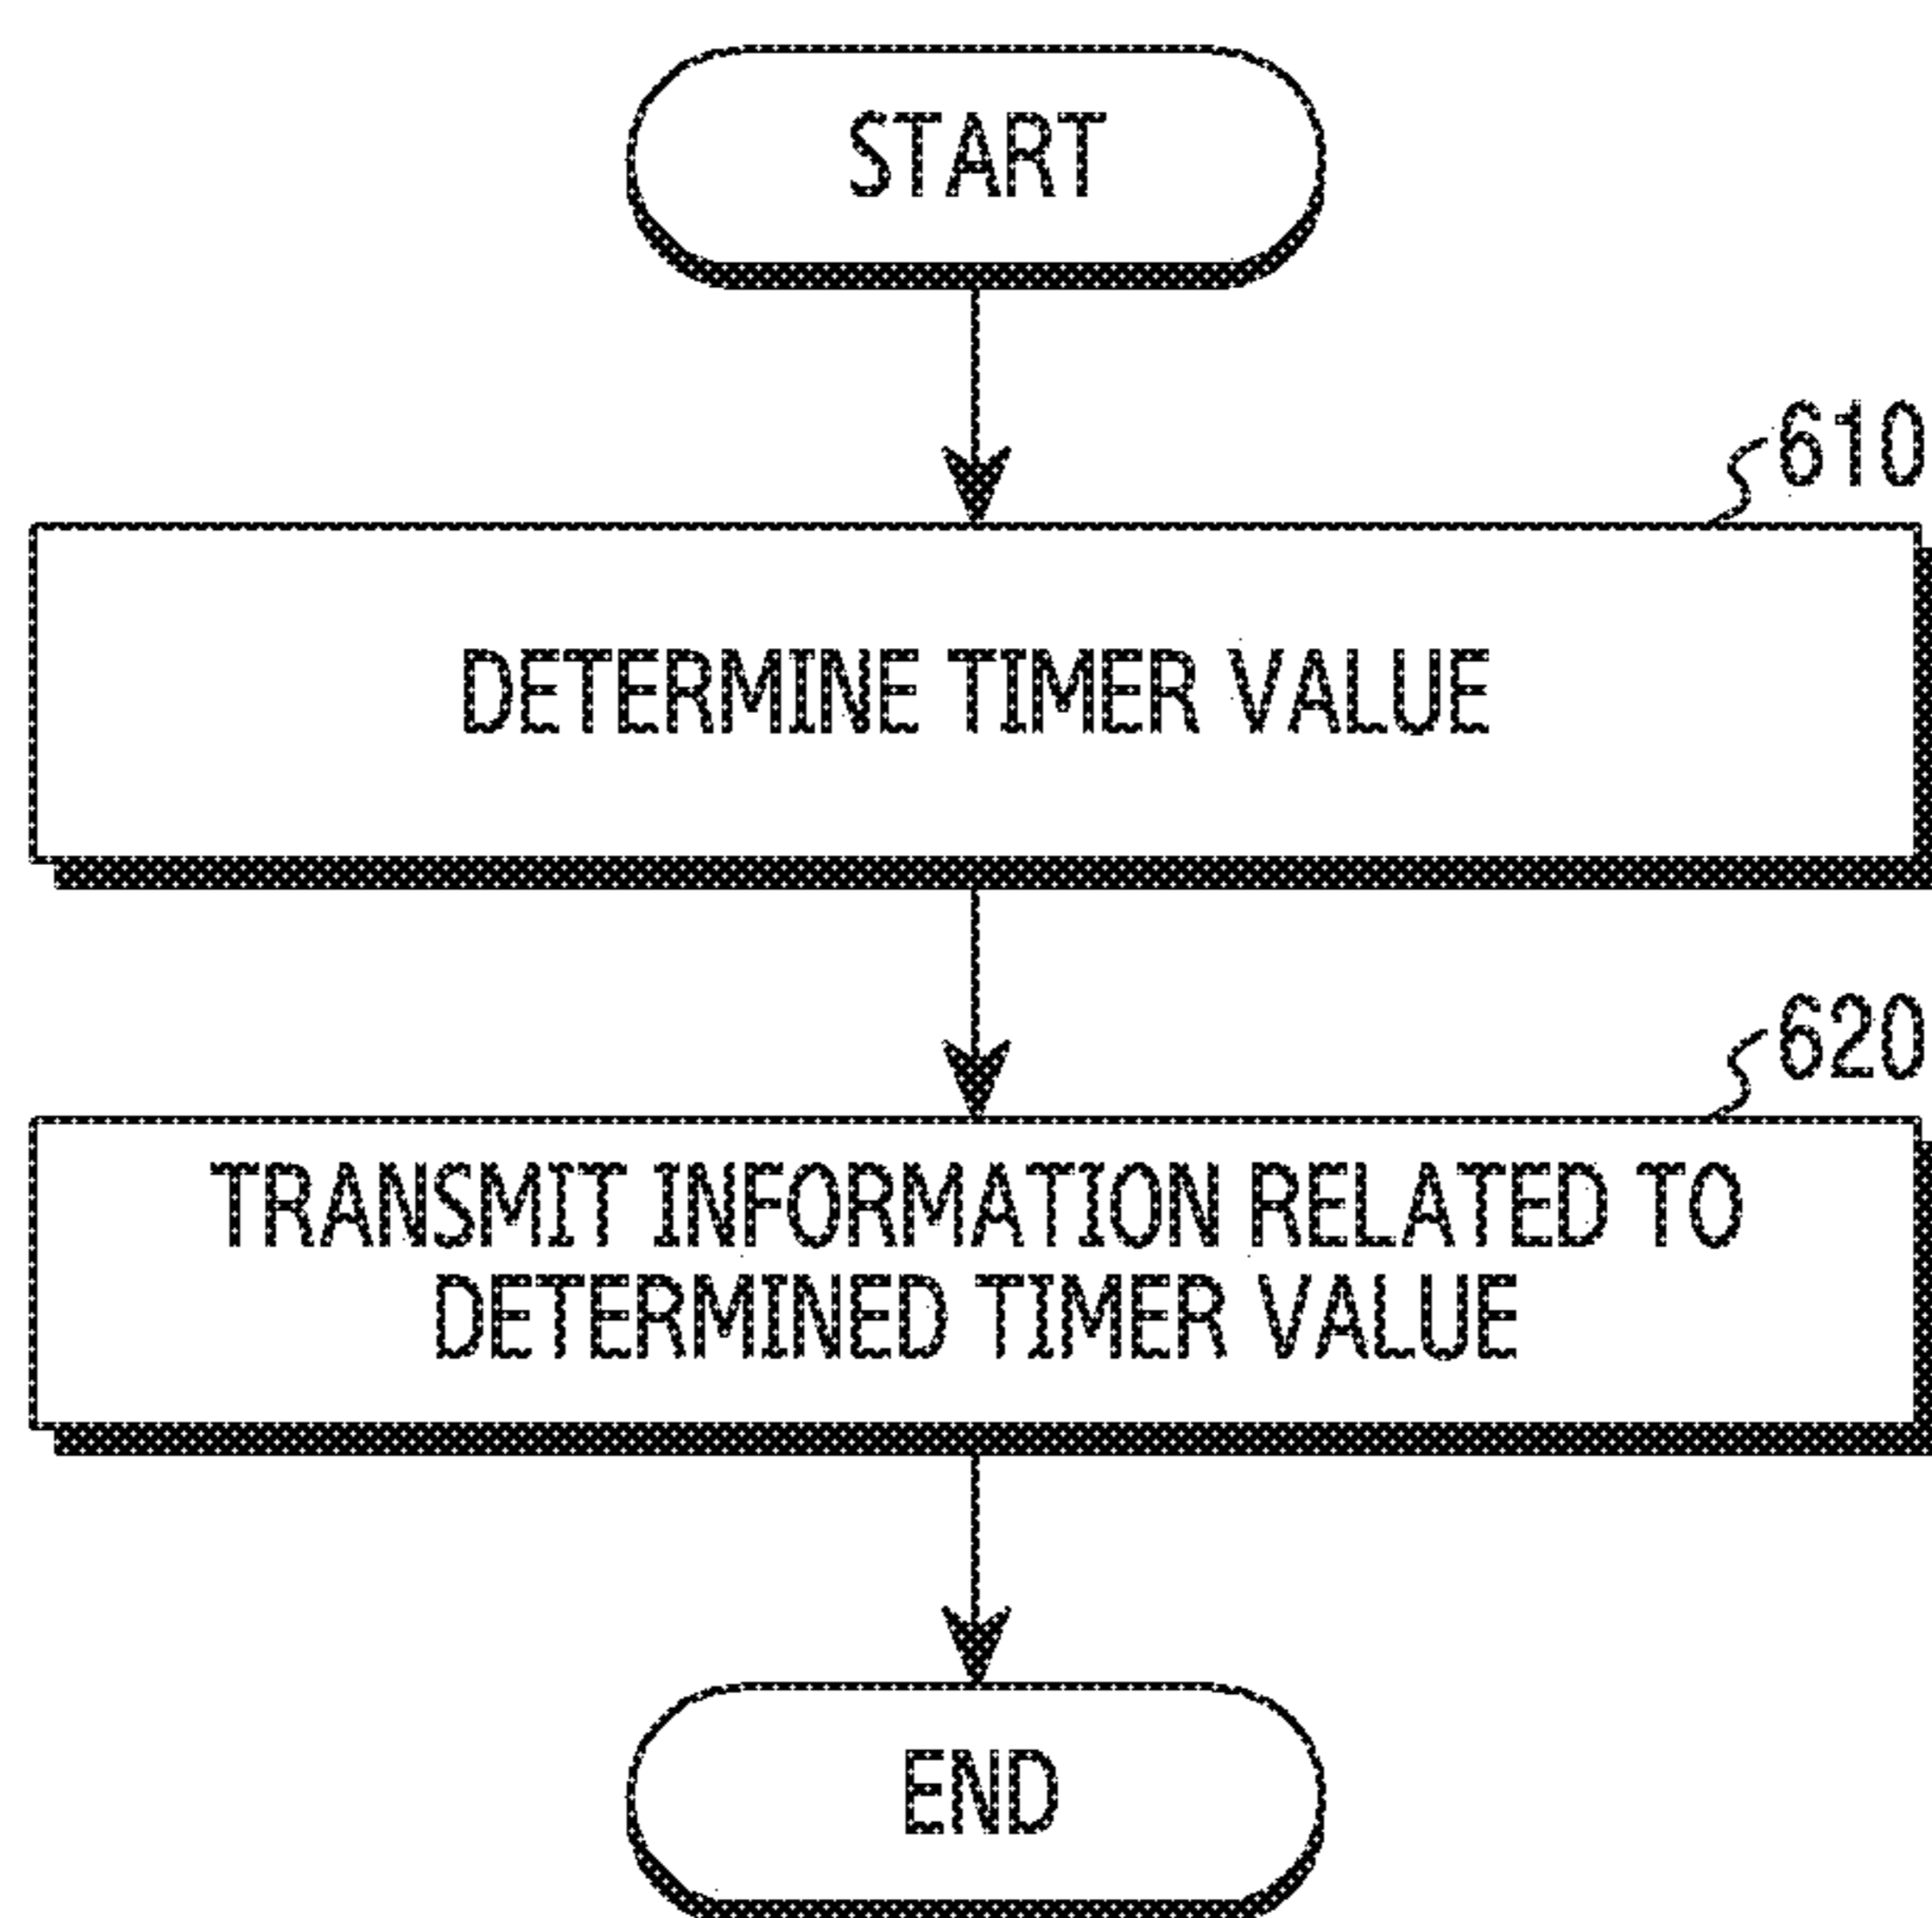 START
610
DETERMINE TIMER VALUE
620
TRANSMIT INFORMATION RELATED TO
DETERMINED TIMER VALUE
END